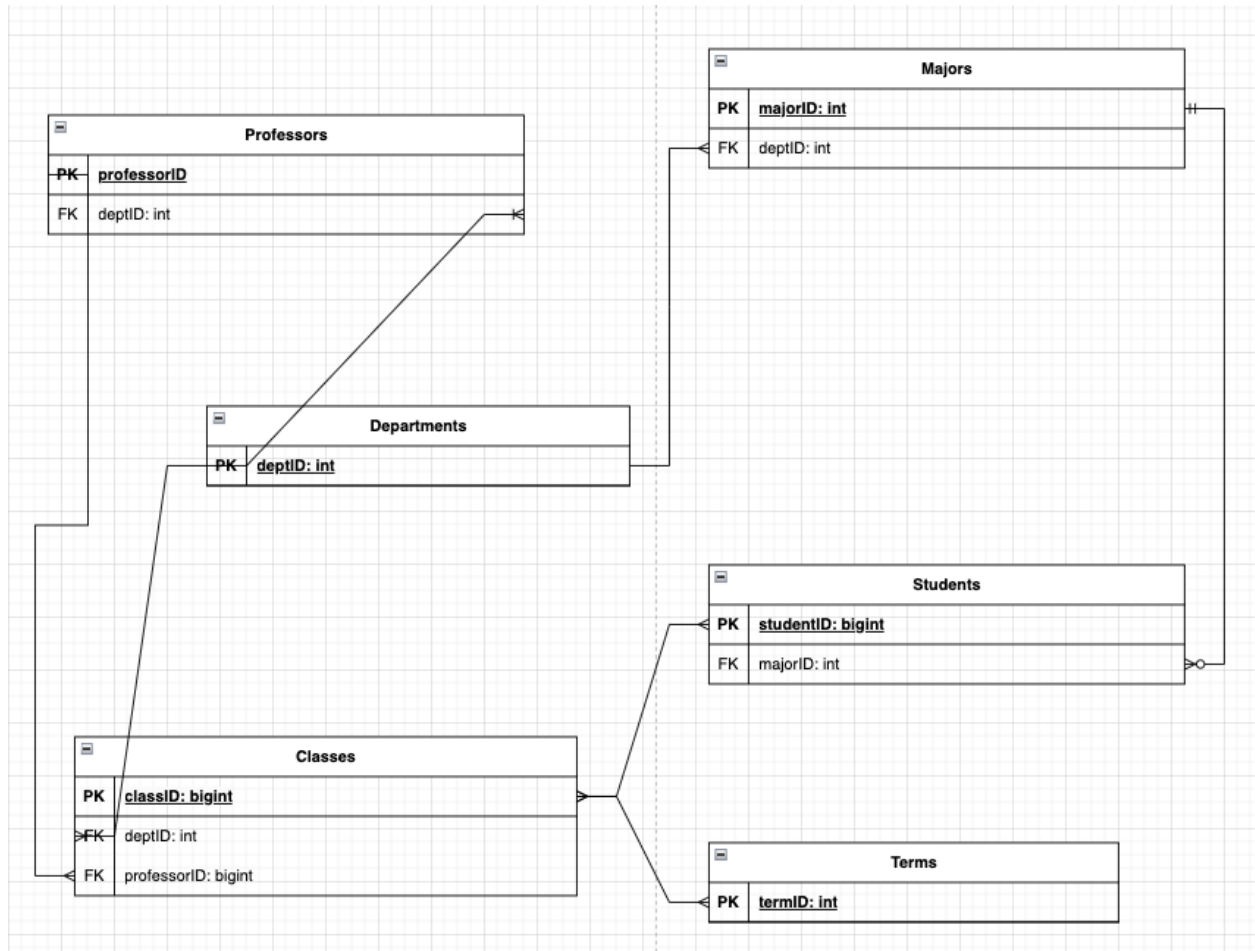 Majors
PK majorID: int
FK deptID: int
Professors
PK professorID
FK deptID: int
Departments
PK deptID: int
Students
PK studentID: bigint
FK majorID: int
Classes
PK classID: bigint
FK deptID: int
FK professorID: bigint
Terms
PK termID: int